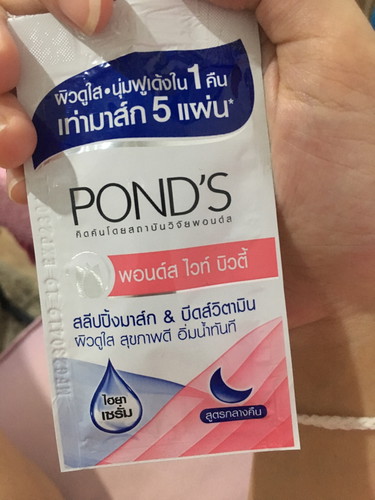 ผิวดูใส • นุ่มฟูเด้งใน 1 คืน
เท่ามาส์ก 5 แผ่น*
POND'S
คิดค้นโดยสถาบันวิจัยพอนด์ส
พอนด์ส ไวท์ บิวตี้
สลีปปิ้งมาส์ก & บีดส์วิตามิน
ผิวดูใส สุขภาพดี อิ่มน้ำทันที
ไฮยา
เซรั่ม
สูตรกลางคืน